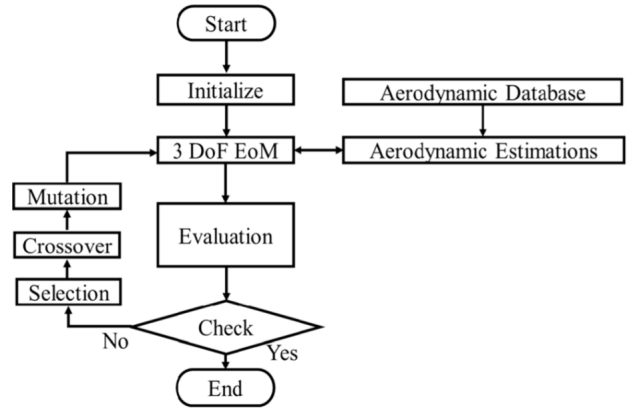 Start
Initialize
Aerodynamic Database
3 DoF EoM
Aerodynamic Estimations
Mutation
Crossover
Selection
Evaluation
Check
No
Yes
End